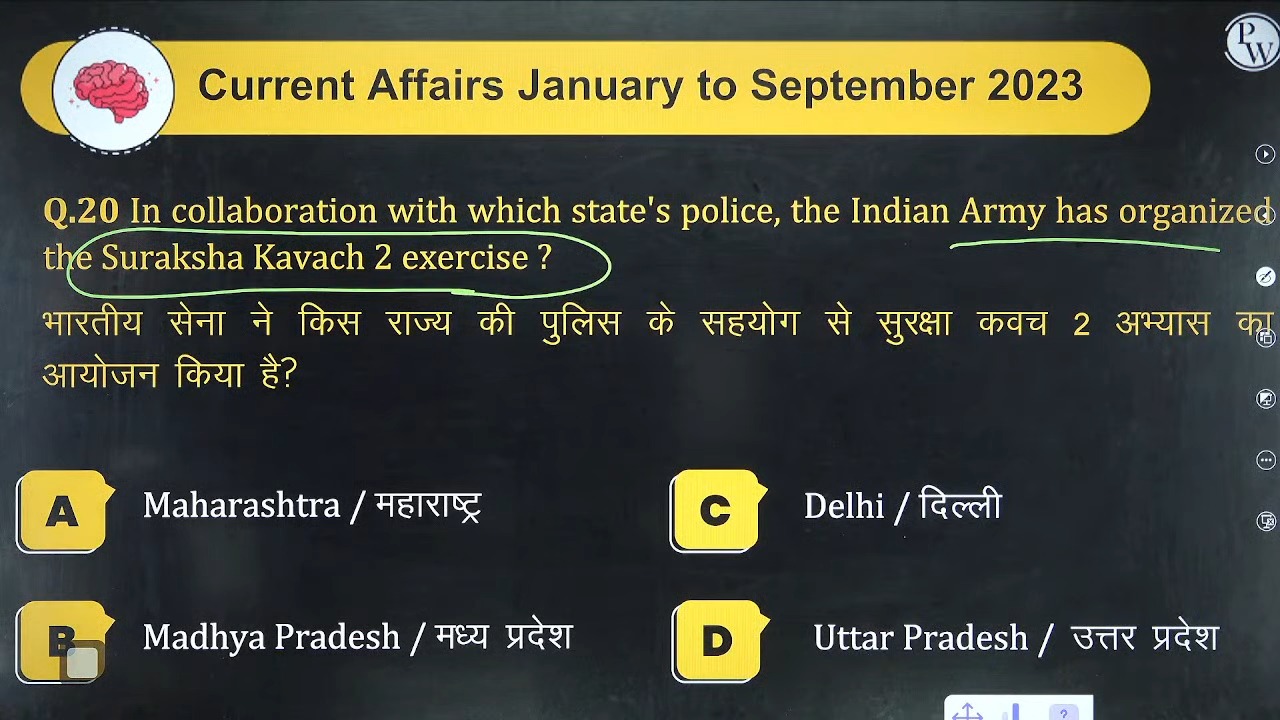 P
W
Current Affairs January to September 2023
Q.20 In collaboration with which state's police, the Indian Army has organized
the Suraksha Kavach 2 exercise ?
भारतीय सेना ने किस राज्य की पुलिस के सहयोग से सुरक्षा कवच 2 अभ्यास का
आयोजन किया है?
A Maharashtra / महाराष्ट्र
C Delhi / दिल्ली
B Madhya Pradesh / मध्य प्रदेश
D Uttar Pradesh / उत्तर प्रदेश
?